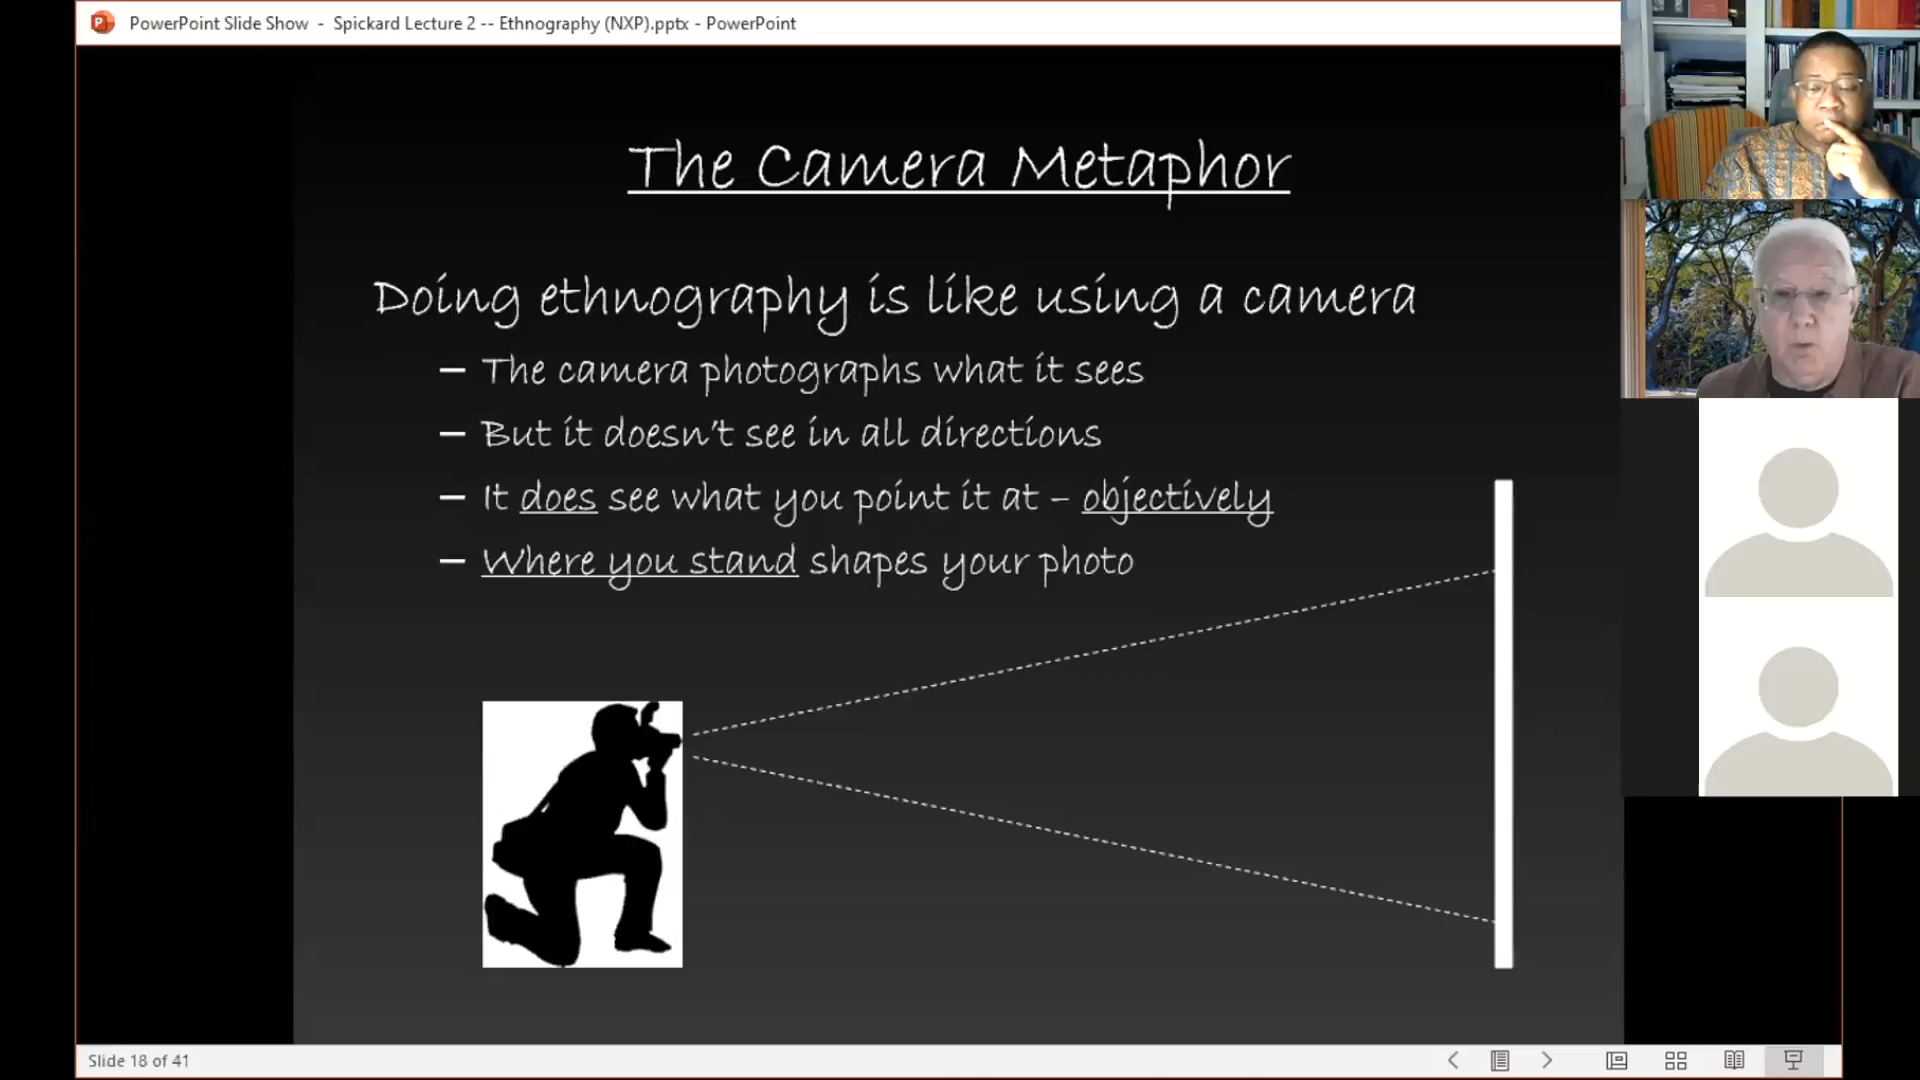 PowerPoint Slide Show - Spickard Lecture 2 -- Ethnography (NXP).pptx - PowerPoint
The Camera Metaphor
Doing ethnography is like using a camera
– The camera photographs what it sees
– But it doesn't see in all directions
– It does see what you point it at – objectively
– Where you stand shapes your photo
Slide 18 of 41